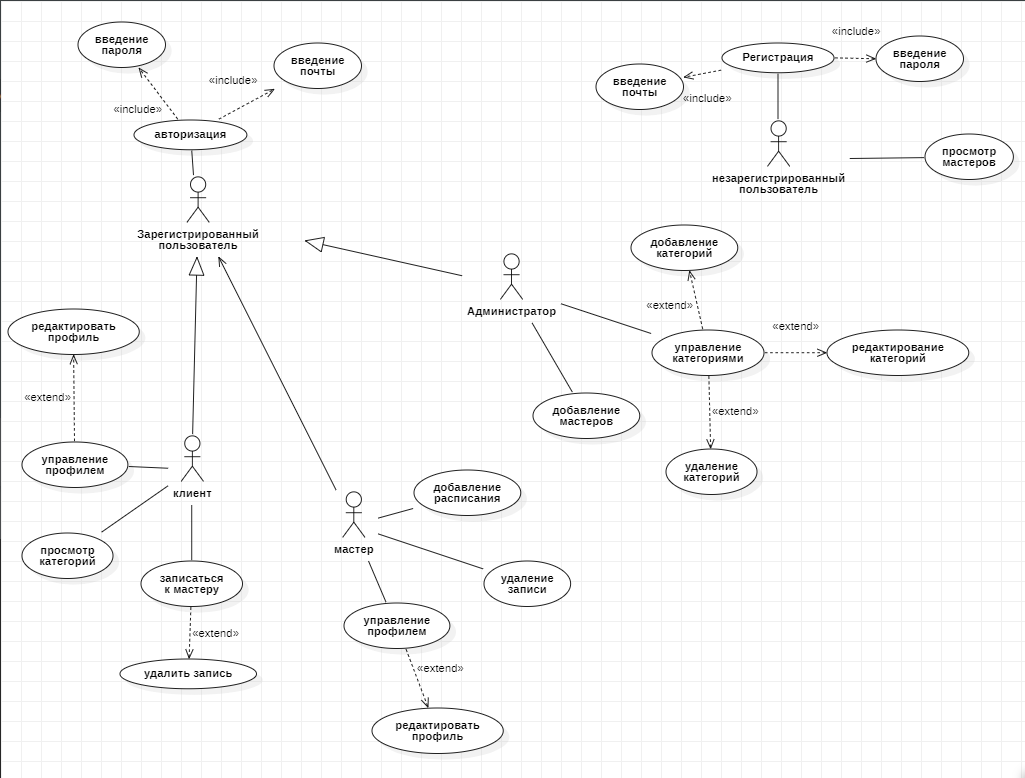 введение
пароля
«include»
введение
почты
«include»
авторизация
Регистрация
«include»
введение
пароля
введение
почты
«include»
незарегистрированный
пользователь
просмотр
мастеров
Зарегистрированный
пользователь
Администратор
добавление
категорий
«extend»
управление
категориями
«extend»
редактирование
категорий
«extend»
удаление
категорий
добавление
мастеров
редактировать
профиль
«extend»
управление
профилем
клиент
просмотр
категорий
записаться
к мастеру
«extend»
удалить запись
мастер
добавление
расписания
удаление
записи
управление
профилем
«extend»
редактировать
профиль